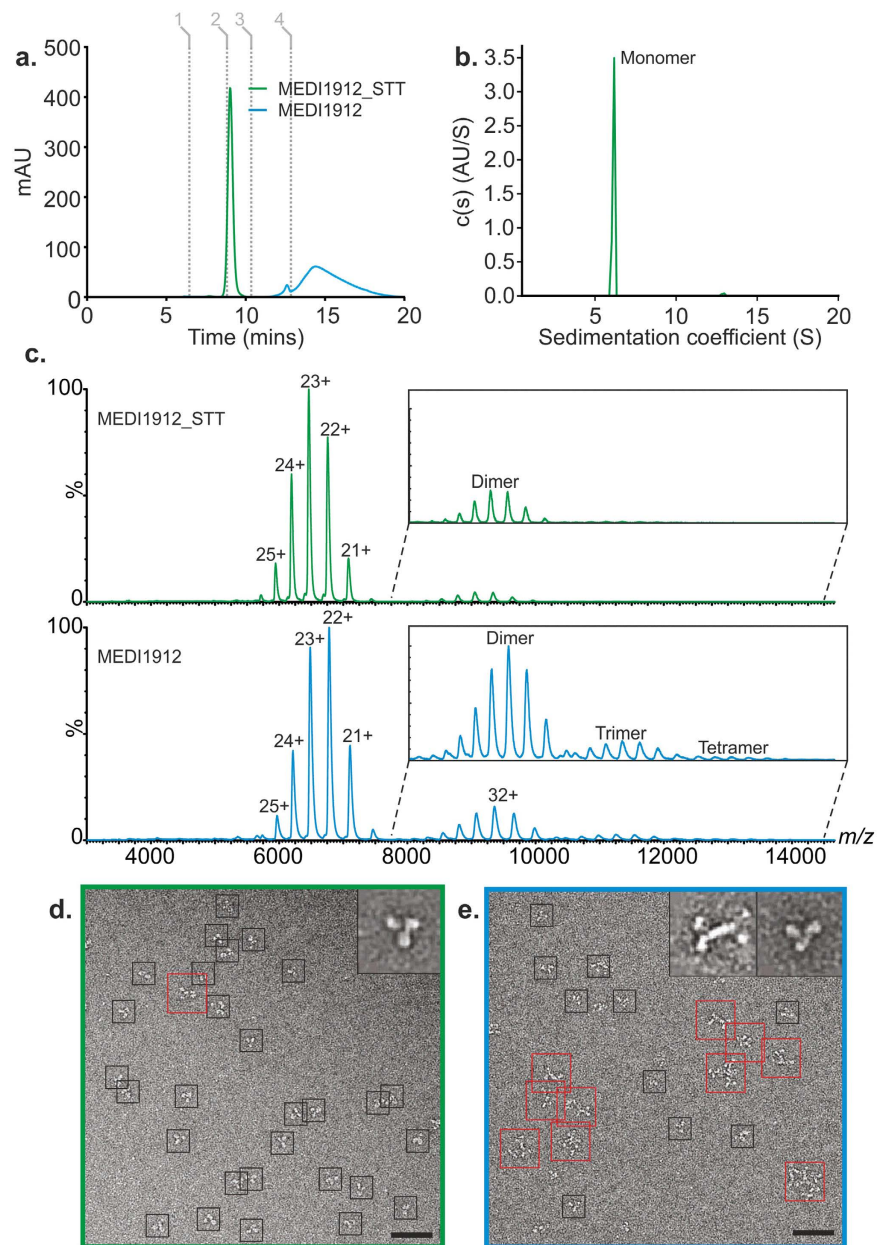 1 2 3 4
a.
500
400
300
200
100
0
mAU
0 5 10 15 20
Time (mins)
MEDI1912_STT
MEDI1912
b.
Monomer
3.5
3.0
2.5
2.0
1.5
1.0
0.5
0.0
c(s) (AU/S)
5 10 15 20
Sedimentation coefficient (S)
c.
100
%
0
MEDI1912_STT
25+ 24+ 23+ 22+ 21+
Dimer
100
%
0
MEDI1912
25+ 24+ 23+ 22+ 21+
32+
Dimer
Trimer
Tetramer
4000 6000 8000 10000 12000 14000 m/z
d.
e.